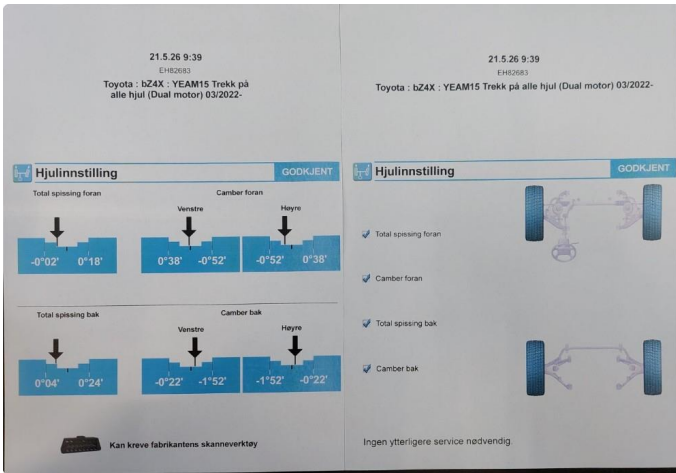 21.5.26 9:39
EH82683
Toyota : bZ4X : YEAM15 Trekk på
alle hjul (Dual motor) 03/2022-
Hjulinnstilling
GODKJENT
Total spissing foran
Camber foran
Venstre
Høyre
-0°02' 0°18'
0°38' -0°52'
-0°52' 0°38'
Total spissing bak
Camber bak
Venstre
Høyre
0°04' 0°24'
-0°22' -1°52'
-1°52' -0°22'
Kan kreve fabrikantens skanneverktøy
21.5.26 9:39
EH82683
Toyota : bZ4X : YEAM15 Trekk på alle hjul (Dual motor) 03/2022-
Hjulinnstilling
GODKJENT
Total spissing foran
Camber foran
Total spissing bak
Camber bak
Ingen ytterligere service nødvendig.